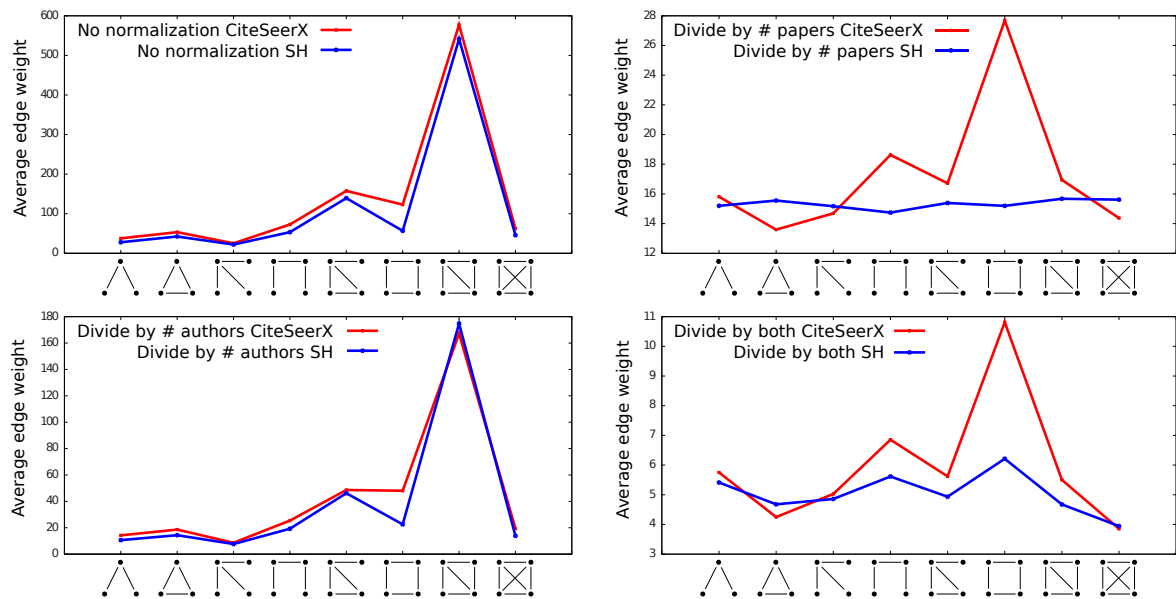 600
500
400
300
200
100
0
Average edge weight
No normalization CiteSeerX
No normalization SH
28
26
24
22
20
18
16
14
12
Average edge weight
Divide by # papers CiteSeerX
Divide by # papers SH
180
160
140
120
100
80
60
40
20
0
Average edge weight
Divide by # authors CiteSeerX
Divide by # authors SH
11
10
9
8
7
6
5
4
3
Average edge weight
Divide by both CiteSeerX
Divide by both SH